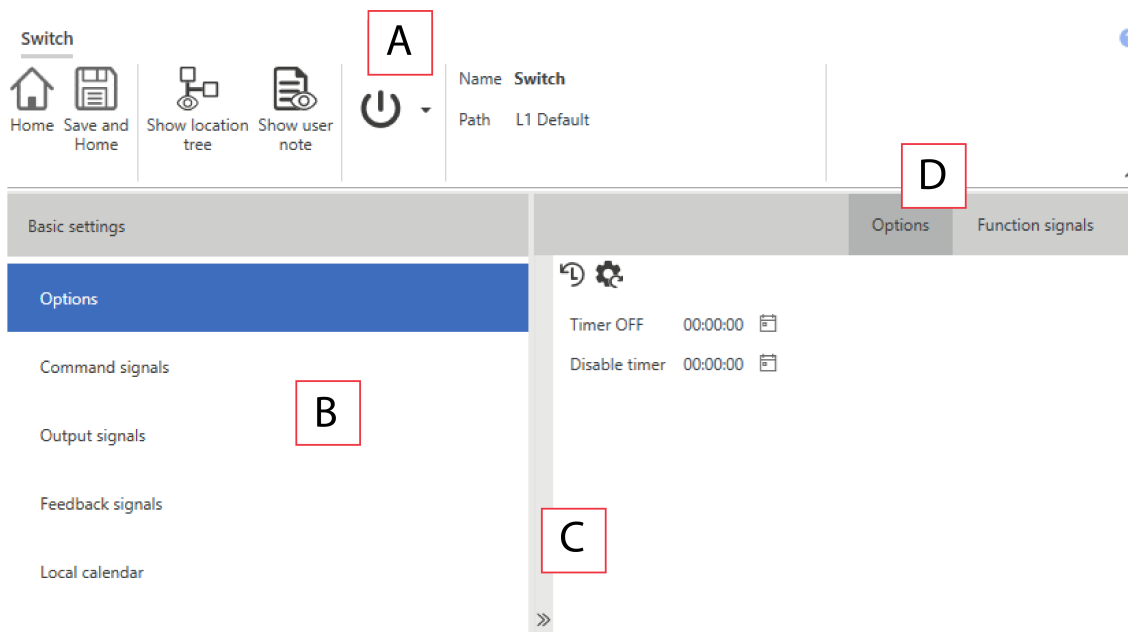 A
Switch
Name Switch
Home Save and Home
Show location tree
Show user note
Path L1 Default
D
Basic settings
Options Function signals
Options
Timer OFF 00:00:00
Command signals
Disable timer 00:00:00
B
Output signals
Feedback signals
C
Local calendar